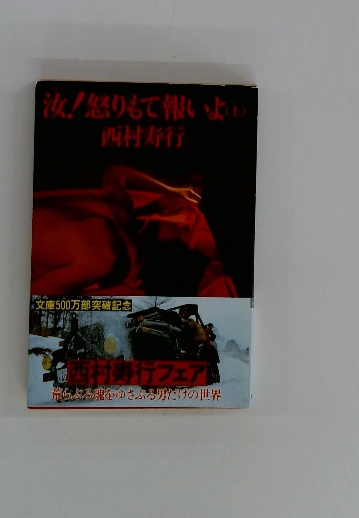 汝!怒りもて報いよ(上)
西村寿行
文庫500万部突破記念
西村寿行フェア
荒らぶる魂をゆさぶる男だけの世界